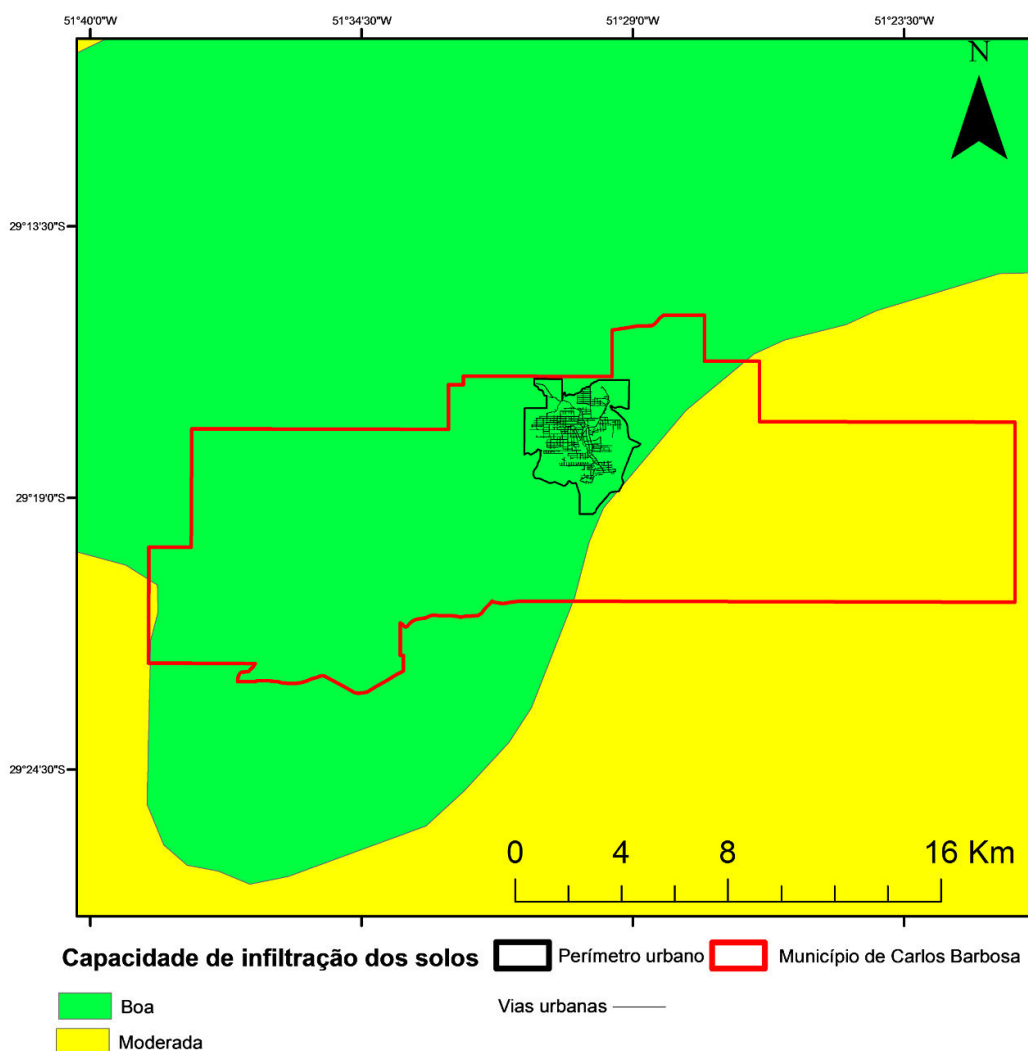 51°40'0"W 51°34'30"W 51°29'0"W 51°23'30"W
N
29°13'30"S
29°19'0"S
29°24'30"S
0 4 8 16 Km
Capacidade de infiltração dos solos Perímetro urbano Município de Carlos Barbosa
Boa Vias urbanas
Moderada